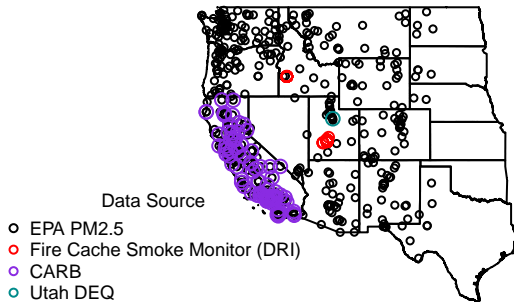 Data Source
EPA PM2.5
Fire Cache Smoke Monitor (DRI)
CARB
Utah DEQ